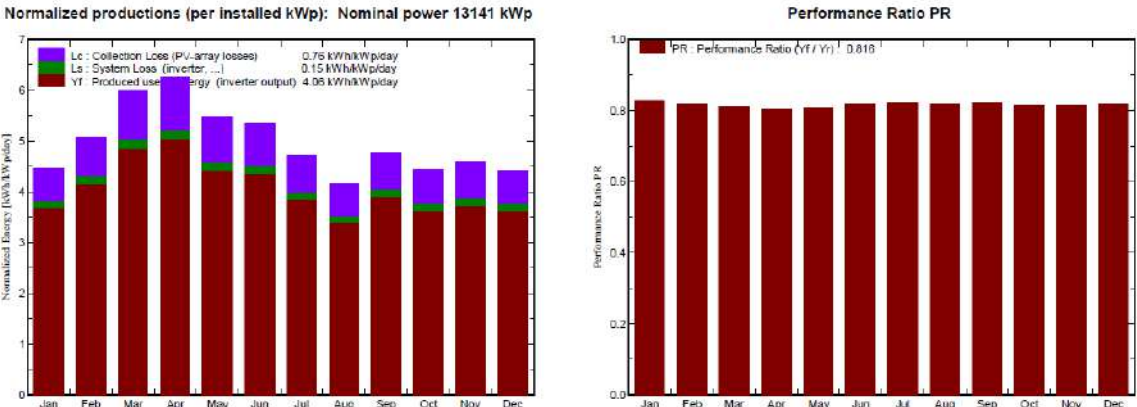 Normalized productions (per installed kWp): Nominal power 13141 kWp
Lc : Collection Loss (PV-array losses) 0.76 kWh/kWp/day
Ls : System Loss (inverter, ...) 0.15 kWh/kWp/day
Yf : Produced use ergy (inverter output) 4.06 kWh/kWp/day
Normalized Energy [kWh/kWp/day]
7
6
5
4
3
2
1
0
Jan Feb Mar Apr May Jun Jul Aug Sep Oct Nov Dec
Performance Ratio PR
PR : Performance Ratio (Yf / Yr) : 0.816
Performance Ratio PR
1.0
0.8
0.6
0.4
0.2
0.0
Jan Feb Mar Apr May Jun Jul Aug Sep Oct Nov Dec